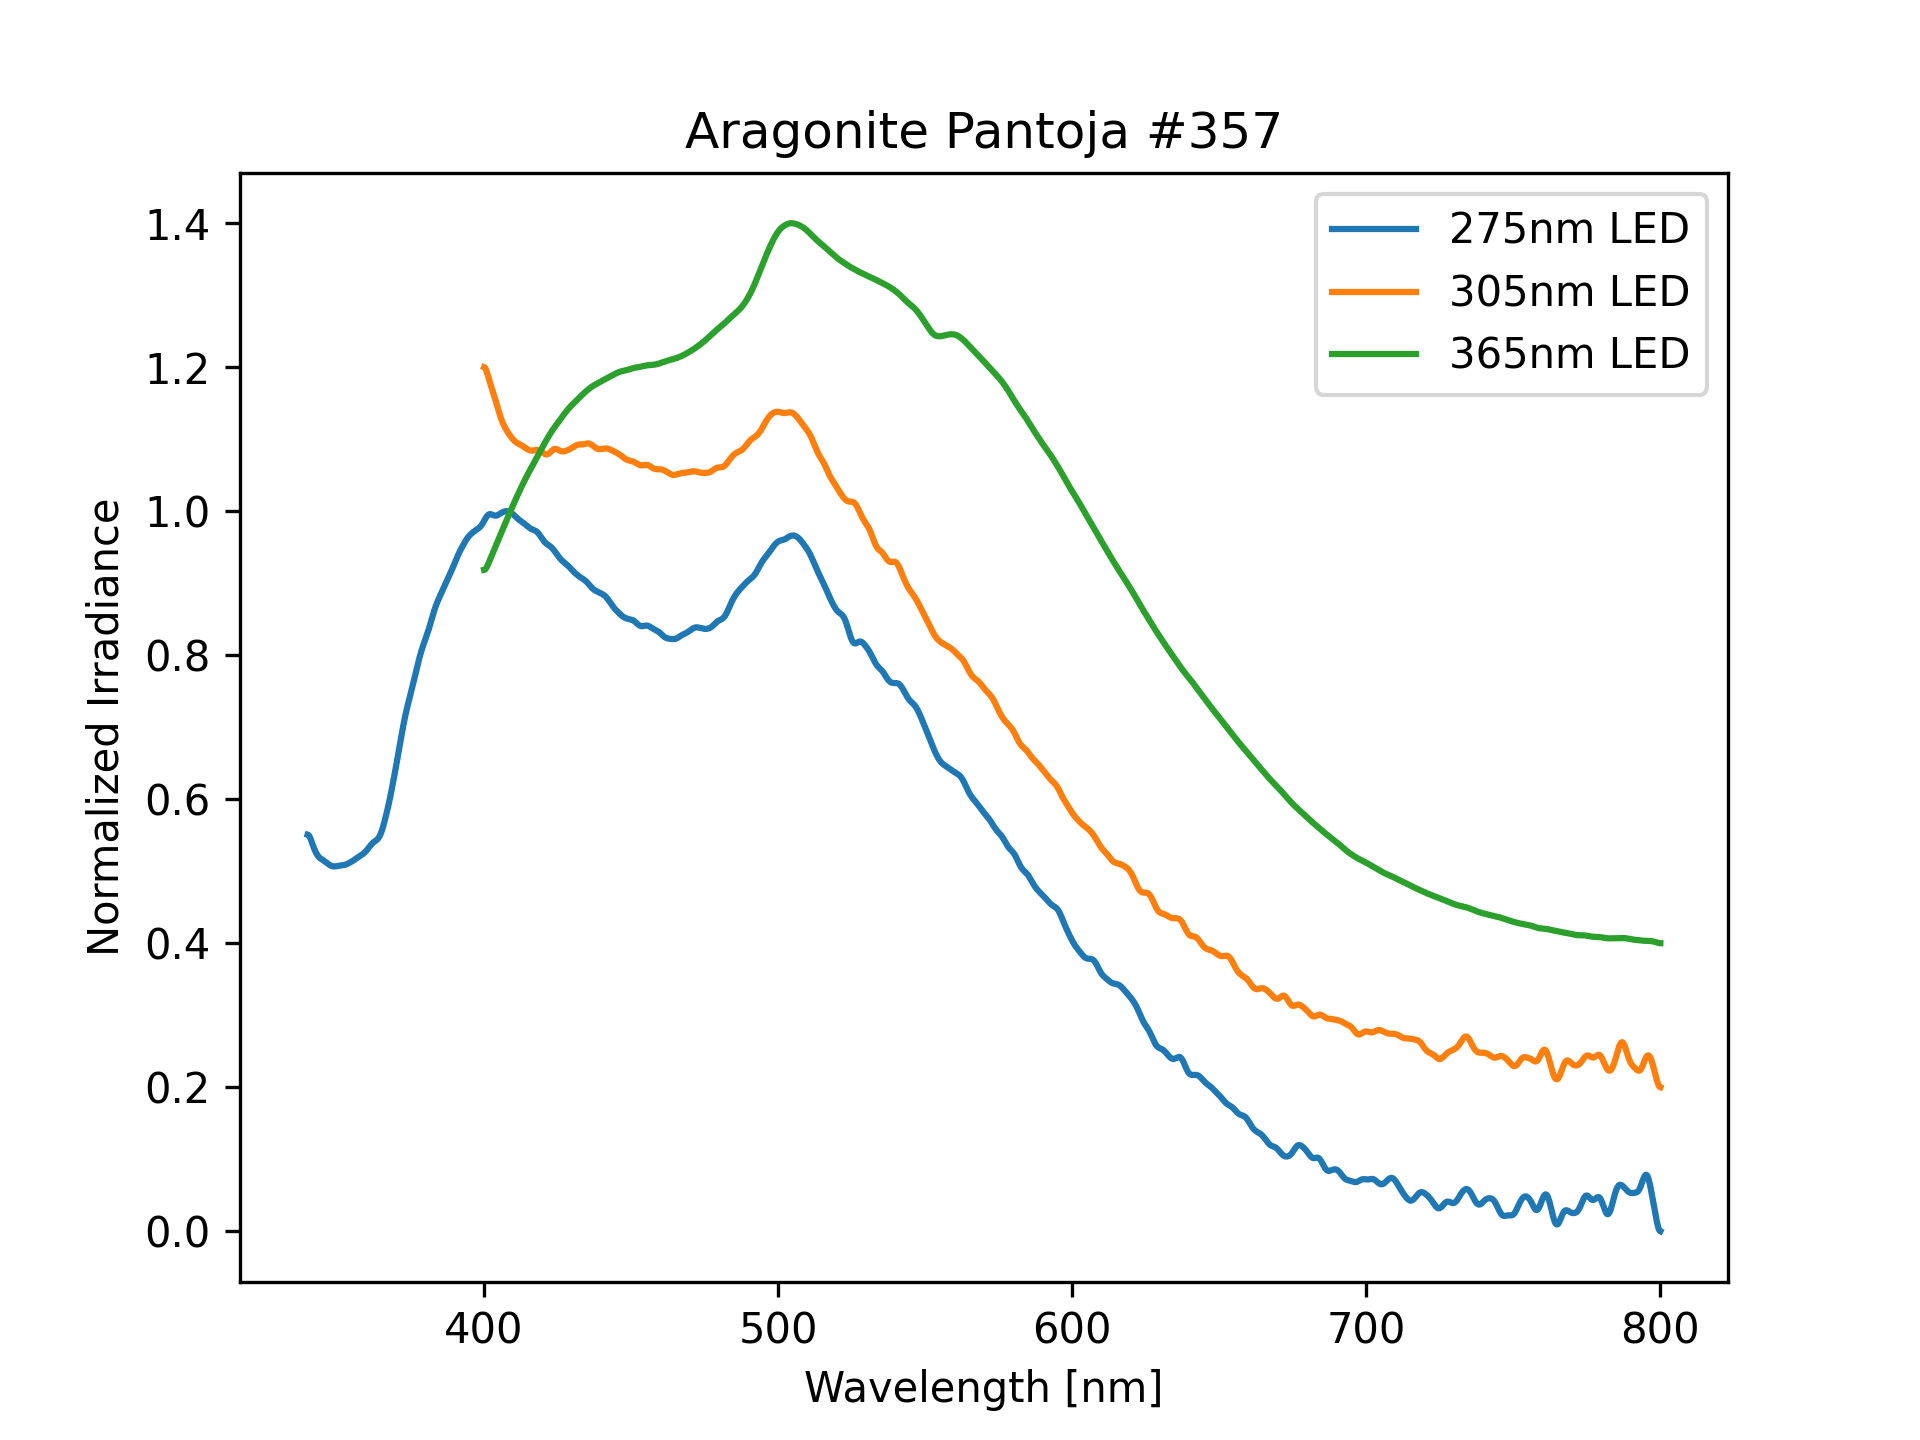 Aragonite Pantoja #357
275nm LED
305nm LED
365nm LED
Normalized Irradiance
1.4
1.2
1.0
0.8
0.6
0.4
0.2
0.0
400 500 600 700 800
Wavelength [nm]